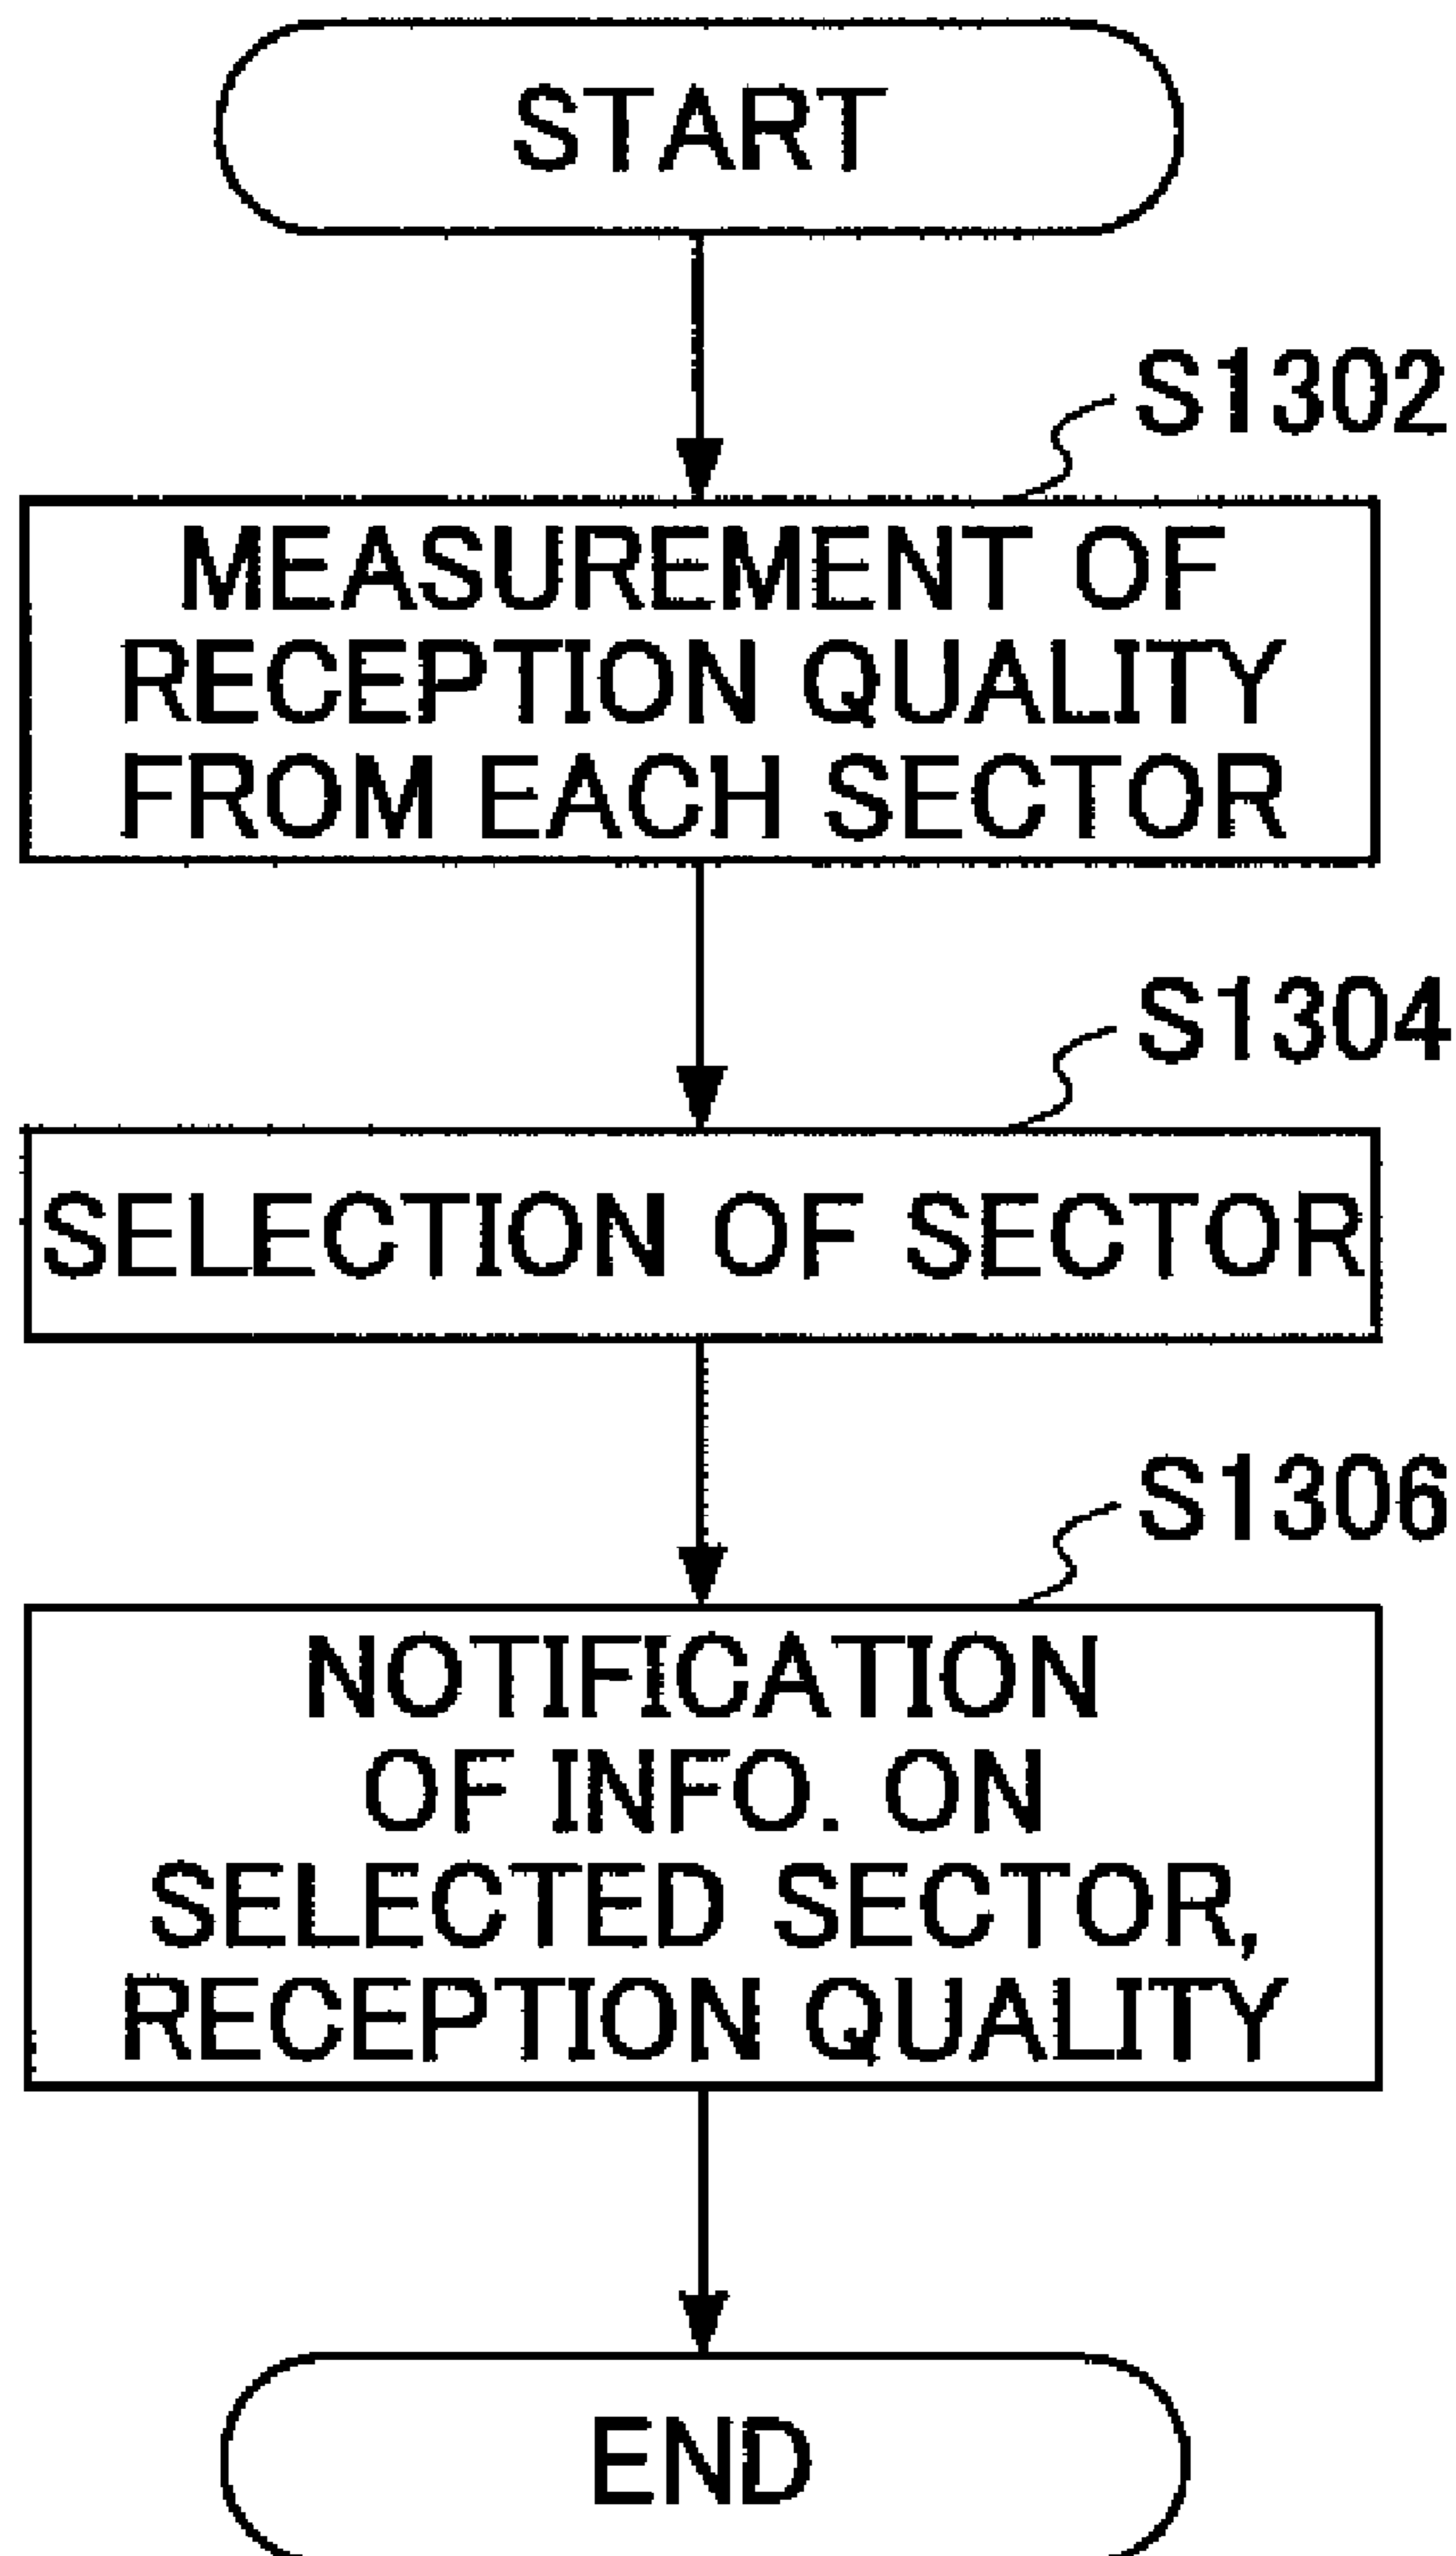 START
S1302
MEASUREMENT OF
RECEPTION QUALITY
FROM EACH SECTOR
S1304
SELECTION OF SECTOR
S1306
NOTIFICATION
OF INFO. ON
SELECTED SECTOR,
RECEPTION QUALITY
END